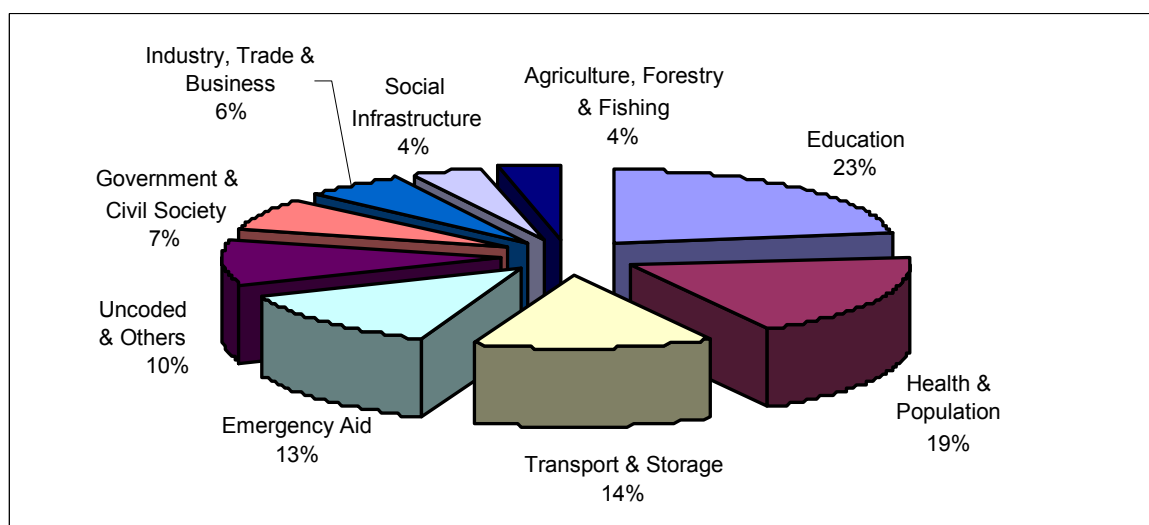 Industry, Trade &
Business
6%
Social
Infrastructure
4%
Agriculture, Forestry
& Fishing
4%
Education
23%
Government &
Civil Society
7%
Uncoded
& Others
10%
Health &
Population
19%
Emergency Aid
13%
Transport & Storage
14%